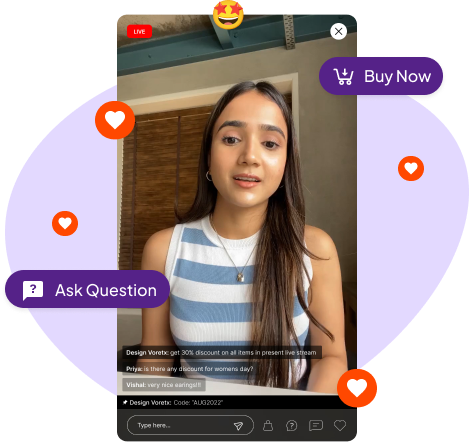 LIVE
Buy Now
Ask Question
Design Voretx: get 30% discount on all items in present live stream
Priya: is there any discount for womens day?
Vishal: very nice earings!!!
Design Voretx: Code: "AUG2022"
Type here...